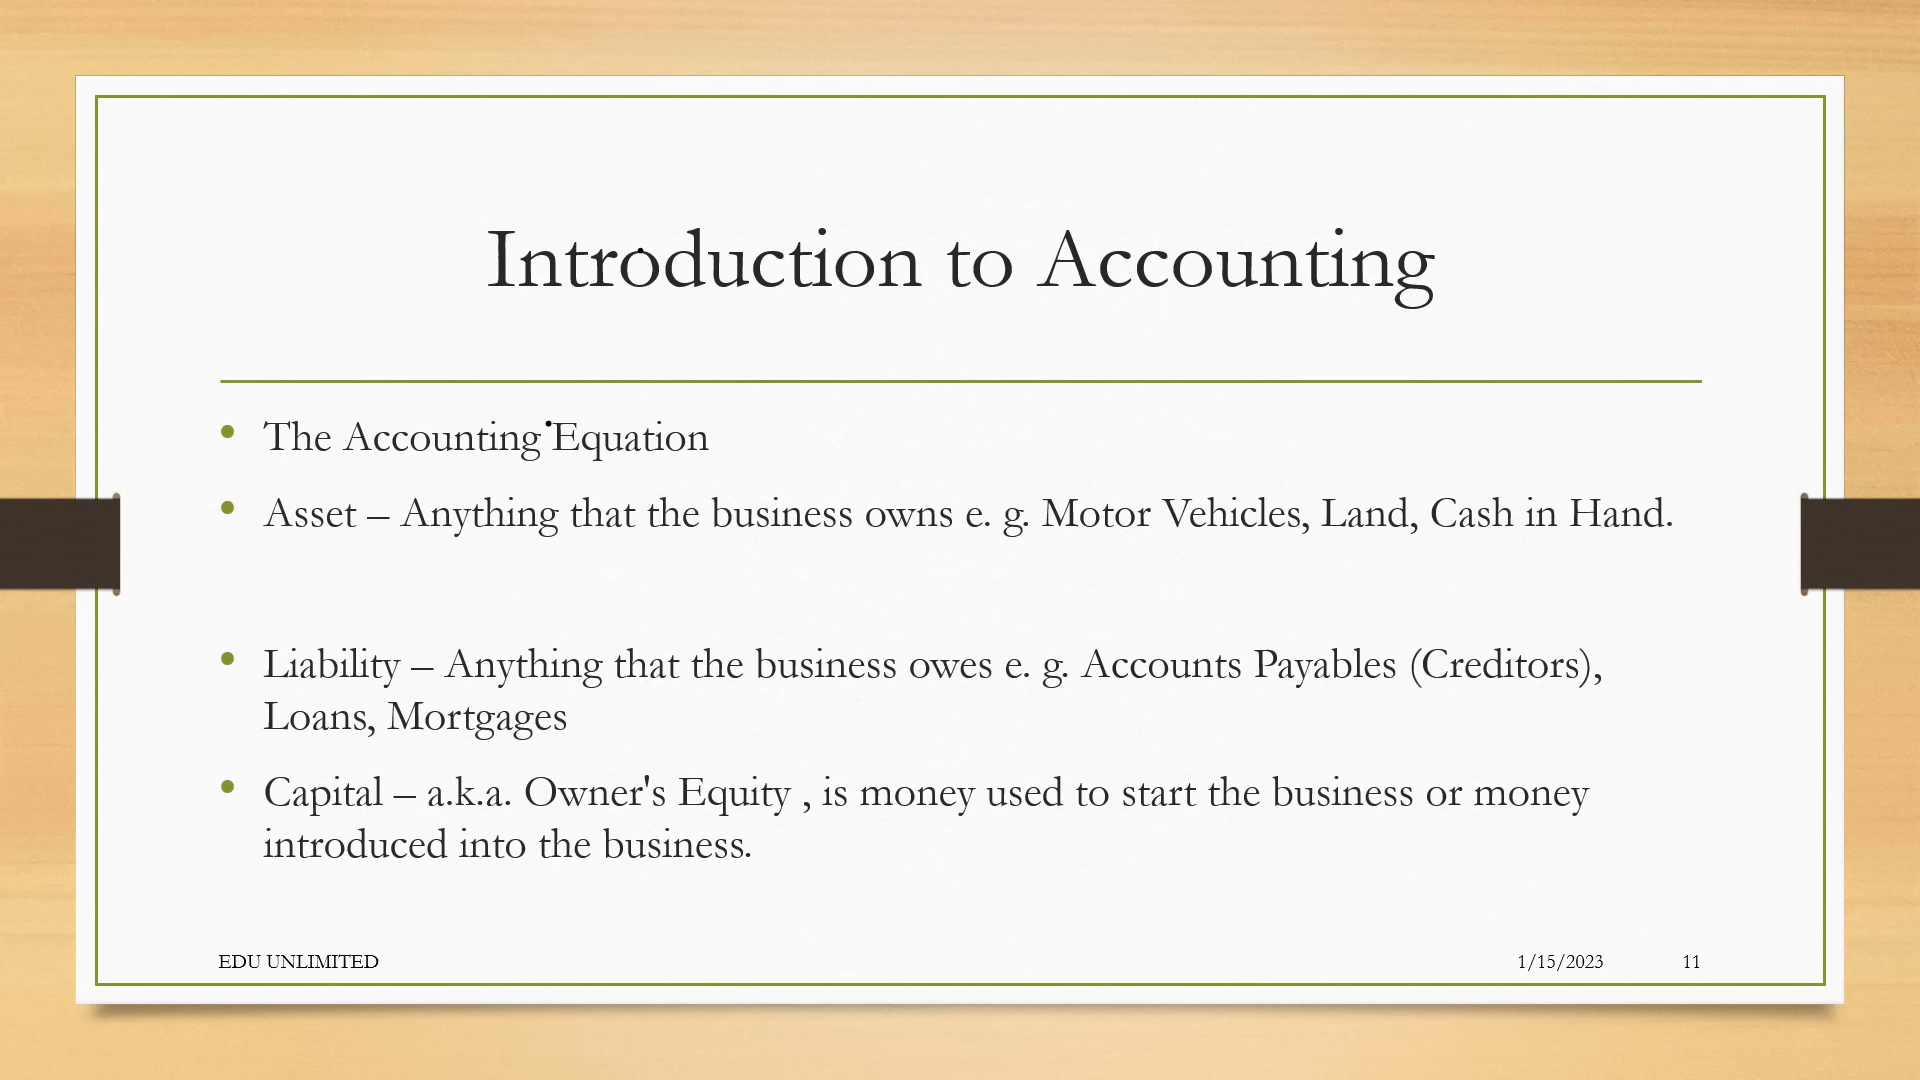 Introduction to Accounting
• The Accounting Equation
• Asset – Anything that the business owns e. g. Motor Vehicles, Land, Cash in Hand.
• Liability – Anything that the business owes e. g. Accounts Payables (Creditors),
Loans, Mortgages
• Capital – a.k.a. Owner's Equity , is money used to start the business or money
introduced into the business.
EDU UNLIMITED 1/15/2023 11